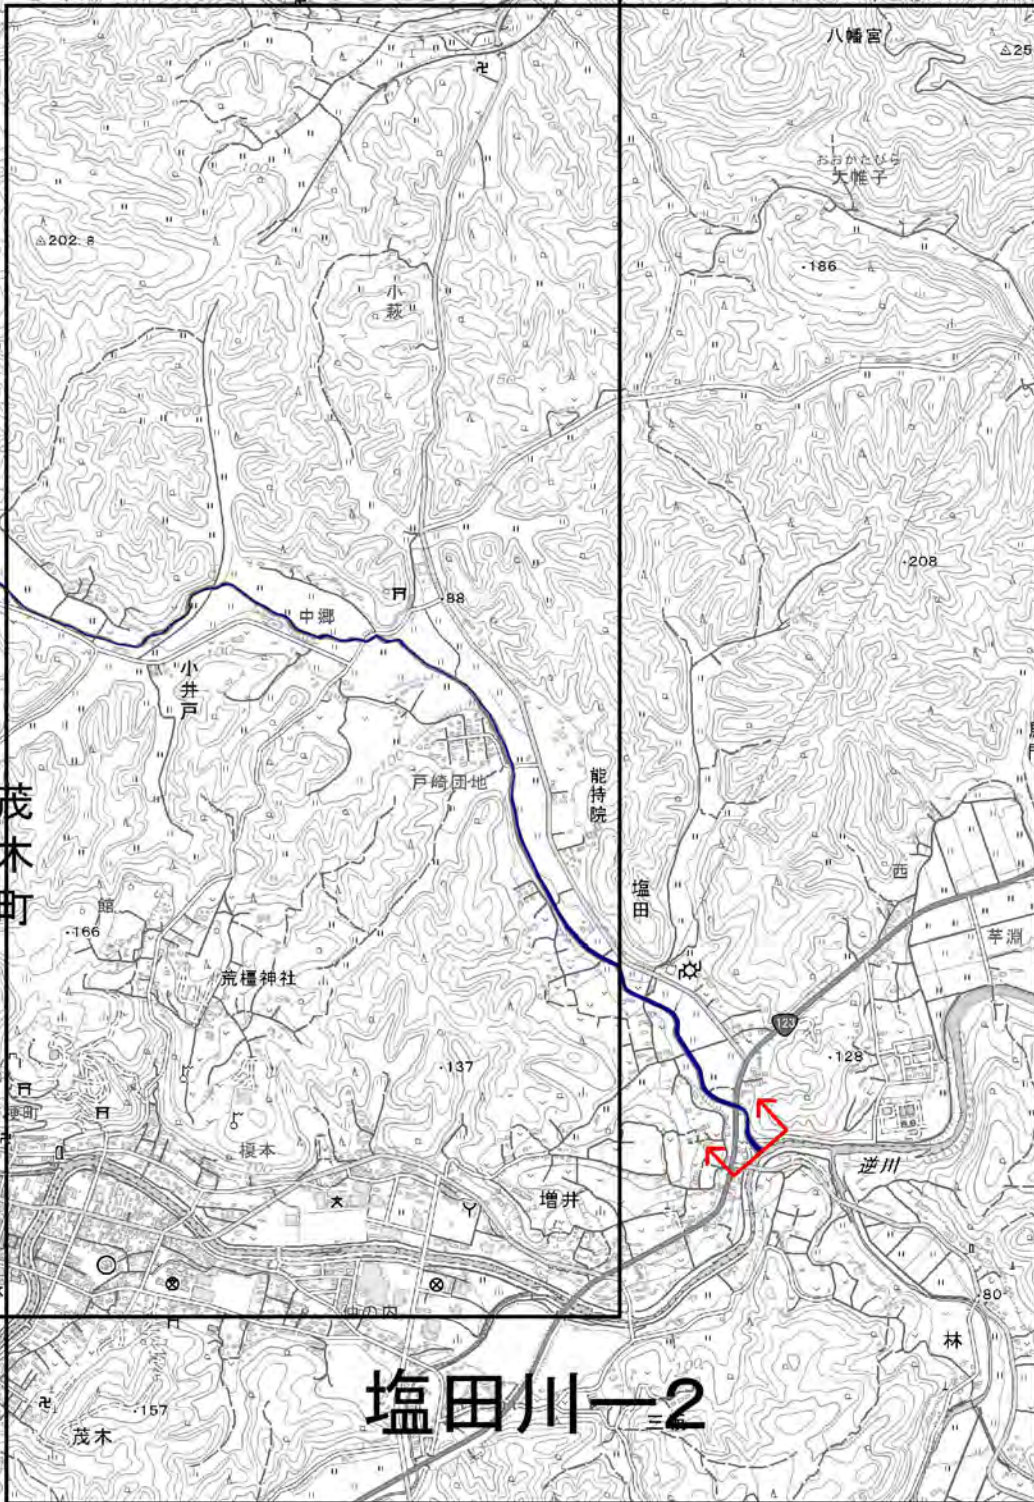 八幡宮
おおかたびら
大帷子
△202.8
小萩
・186
・208
・88
中郷
小井戸
戸崎団地
能持院
茂木町
塩田
館
・166
西
芋淵
荒橿神社
123
・128
・137
榎本
逆川
増井
・80
林
塩田川ー2
・157
茂木